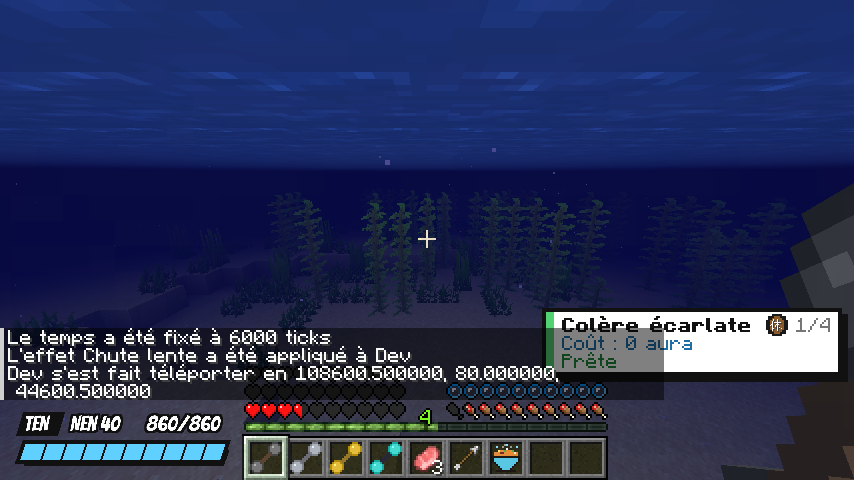 Colère écarlate 1/4
Coût : 0 aura
Prête
Le temps a été fixé à 6000 ticks
L'effet Chute lente a été appliqué à Dev
Dev s'est fait téléporter en 108600.500000, 80.000000,
44600.500000
TEN NEN 40 860/860
4
3